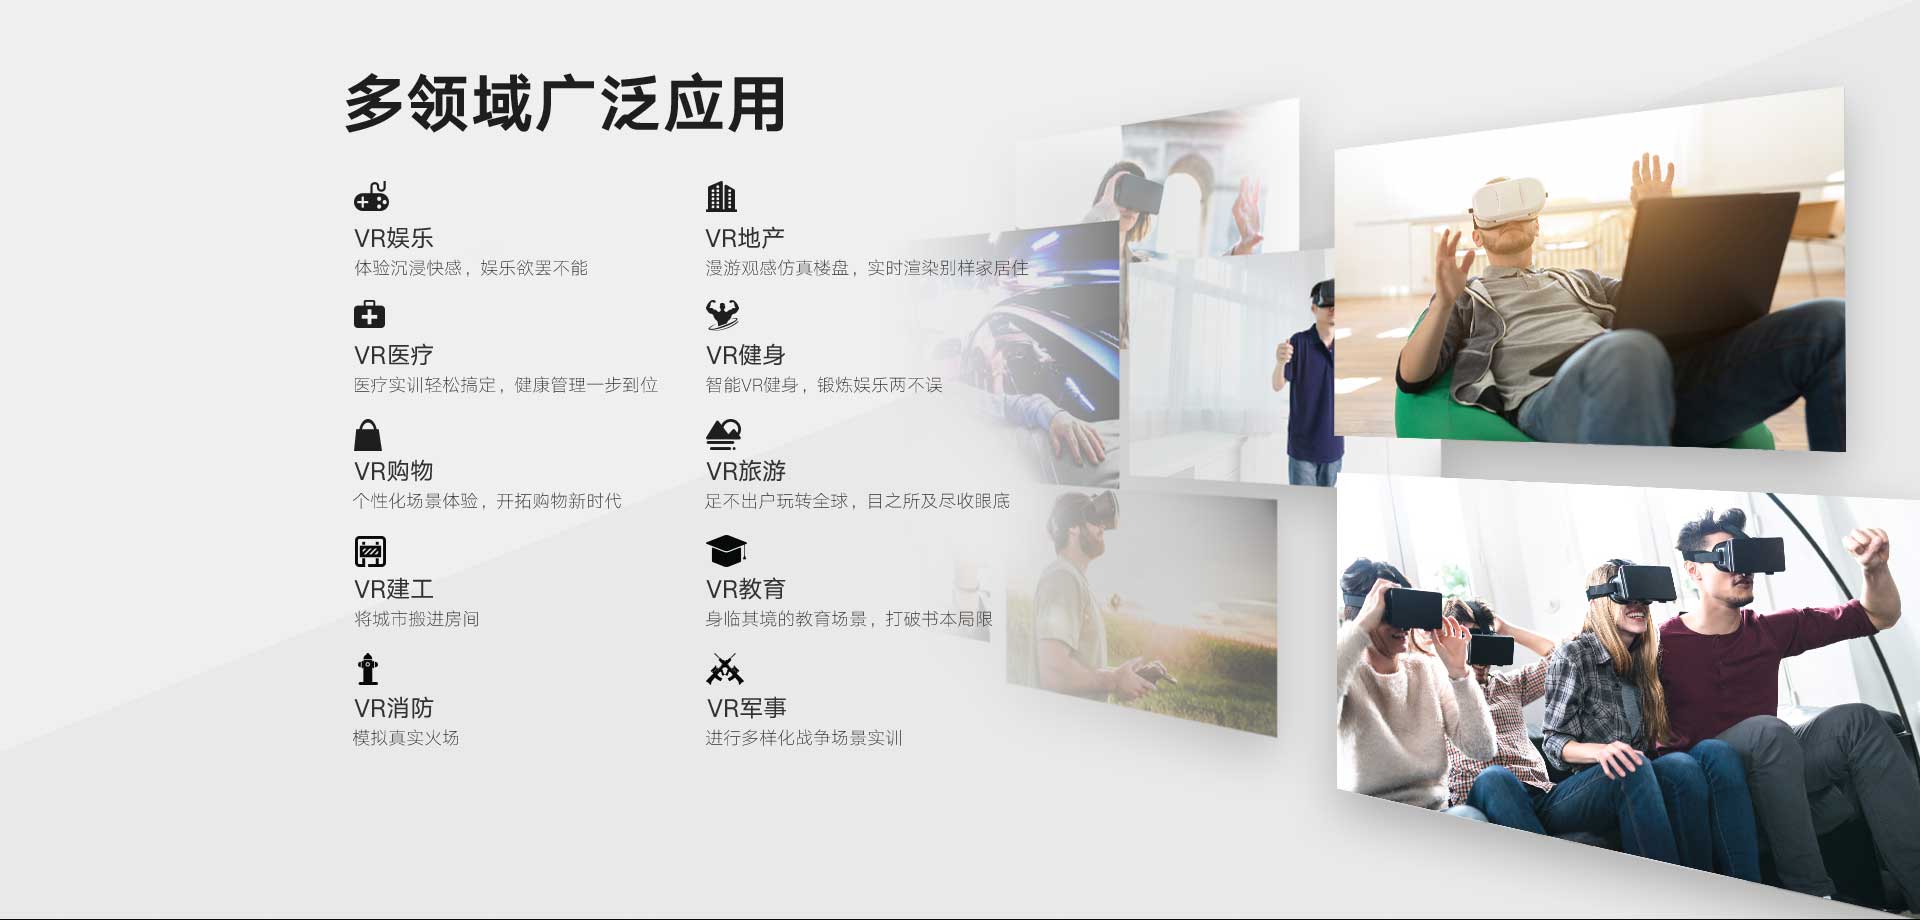 多领域广泛应用
VR娱乐
体验沉浸快感，娱乐欲罢不能
VR地产
漫游观感仿真楼盘，实时渲染别样家居住
VR医疗
医疗实训轻松搞定，健康管理一步到位
VR健身
智能VR健身，锻炼娱乐两不误
VR购物
个性化场景体验，开拓购物新时代
VR旅游
足不出户玩转全球，目之所及尽收眼底
VR建工
将城市搬进房间
VR教育
身临其境的教育场景，打破书本局限
VR消防
模拟真实火场
VR军事
进行多样化战争场景实训